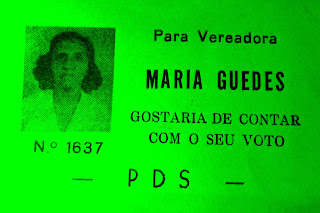 Para Vereadora
MARIA GUEDES
GOSTARIA DE CONTAR
COM O SEU VOTO
N.º 1637
— PDS —